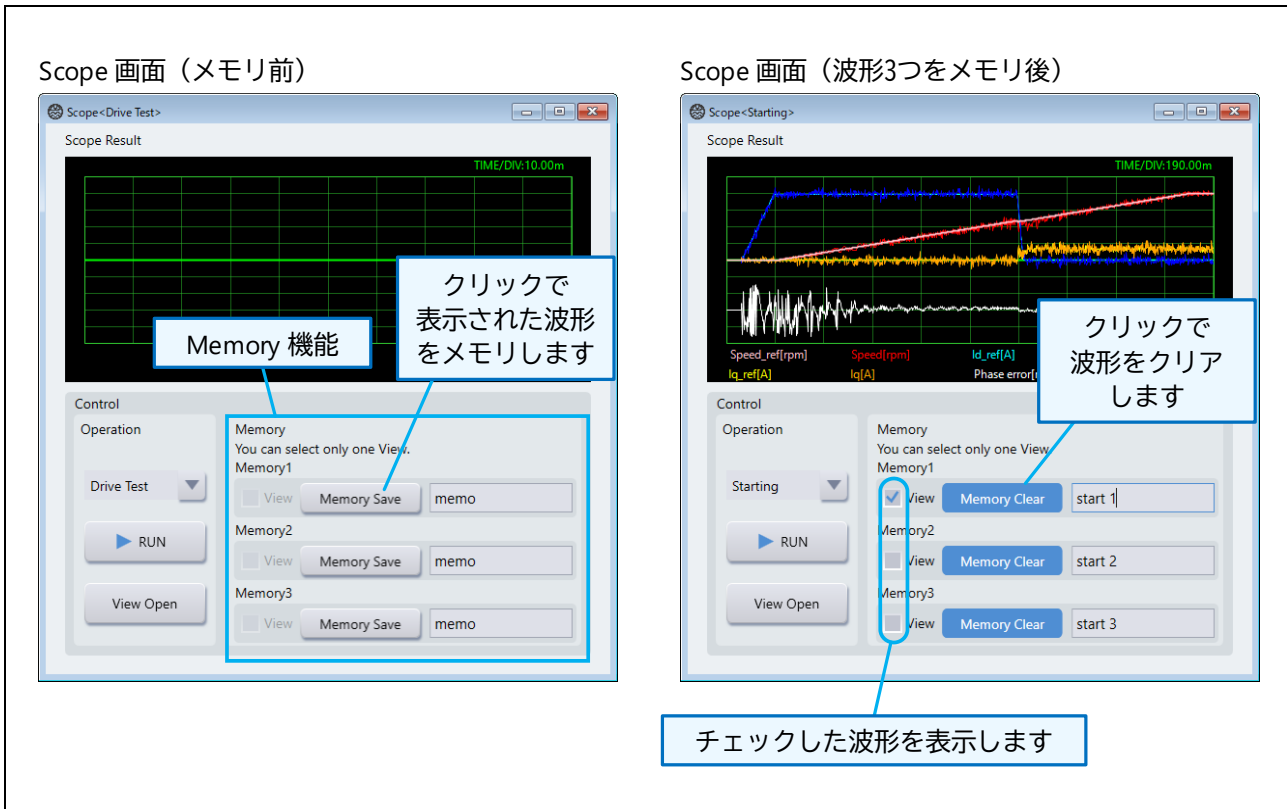 Scope 画面（メモリ前）
Scope<Drive Test>
Scope Result
TIME/DIV:10.00m
クリックで
表示された波形
をメモリします
Memory 機能
Control
Operation
Drive Test
RUN
View Open
Memory
You can select only one View.
Memory1
View
Memory Save
memo
Memory2
View
Memory Save
memo
Memory3
View
Memory Save
memo
Scope 画面（波形3つをメモリ後）
Scope<Starting>
Scope Result
TIME/DIV:190.00m
Speed_ref[rpm]
Speed[rpm]
Id_ref[A]
Iq_ref[A]
Iq[A]
Phase error[
クリックで
波形をクリア
します
Control
Operation
Starting
RUN
View Open
Memory
You can select only one View
Memory1
View
Memory Clear
start 1
Memory2
View
Memory Clear
start 2
Memory3
View
Memory Clear
start 3
チェックした波形を表示します